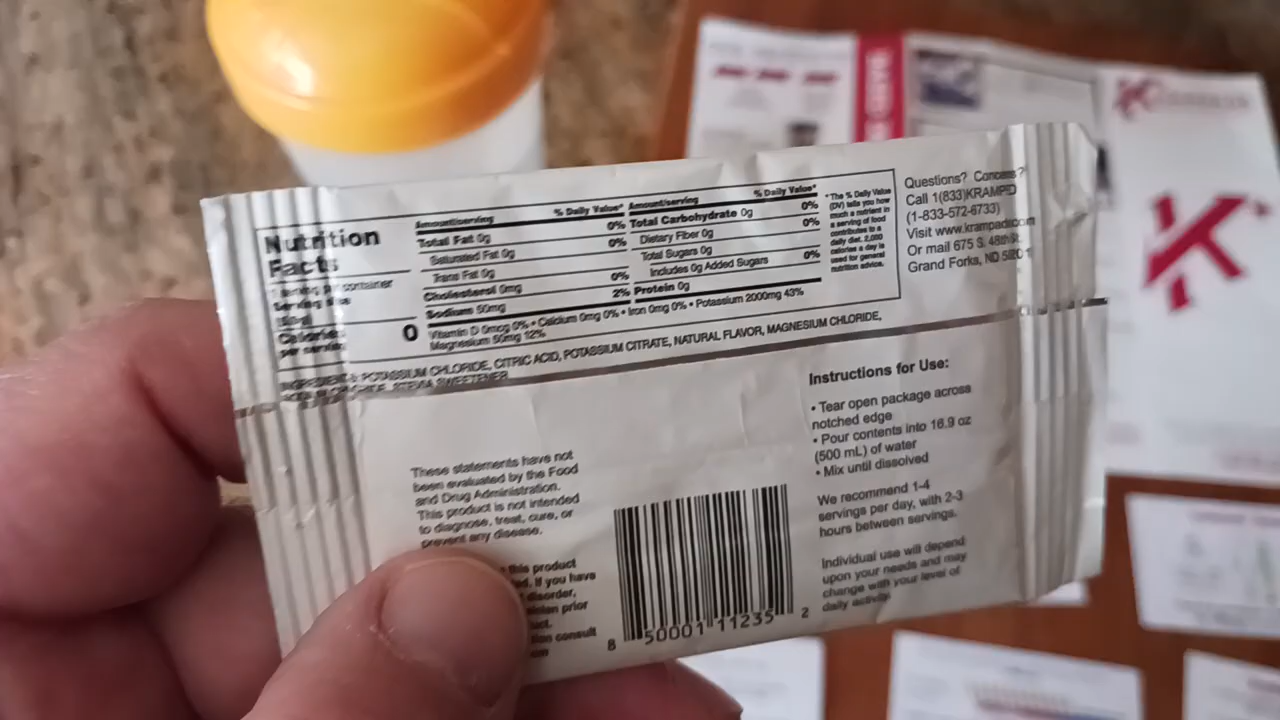 Nutrition
Facts
Calories
per serving
0
Amount/serving % Daily Value*
Total Fat 0g 0%
Saturated Fat 0g 0%
Trans Fat 0g
Cholesterol 0mg 0%
Sodium 50mg 2%
Amount/serving % Daily Value*
Total Carbohydrate 0g 0%
Dietary Fiber 0g 0%
Total Sugars 0g
Includes 0g Added Sugars 0%
Protein 0g
Vitamin D 0mcg 0% • Calcium 0mg 0% • Iron 0mg 0% • Potassium 2000mg 43%
Magnesium 50mg 12%
*The % Daily Value
(DV) tells you how
much a nutrient in
a serving of food
contributes to a
daily diet. 2,000
calories a day is
used for general
nutrition advice.
POTASSIUM CHLORIDE, CITRIC ACID, POTASSIUM CITRATE, NATURAL FLAVOR, MAGNESIUM CHLORIDE,
STEVIA SWEETENER
Questions? Concerns?
Call 1(833)KRAMPD
(1-833-572-6733)
Visit www.krampade.com
Or mail 675 S. 48th St.
Grand Forks, ND
These statements have not
been evaluated by the Food
and Drug Administration.
This product is not intended
to diagnose, treat, cure, or
prevent any disease.
this product
If you have
disorder,
prior
consult
8 50001 11235 2
Instructions for Use:
• Tear open package across
notched edge
• Pour contents into 16.9 oz
(500 mL) of water
• Mix until dissolved
We recommend 1-4
servings per day, with 2-3
hours between servings.
Individual use will depend
upon your needs and may
change with your level of
daily activity.
K